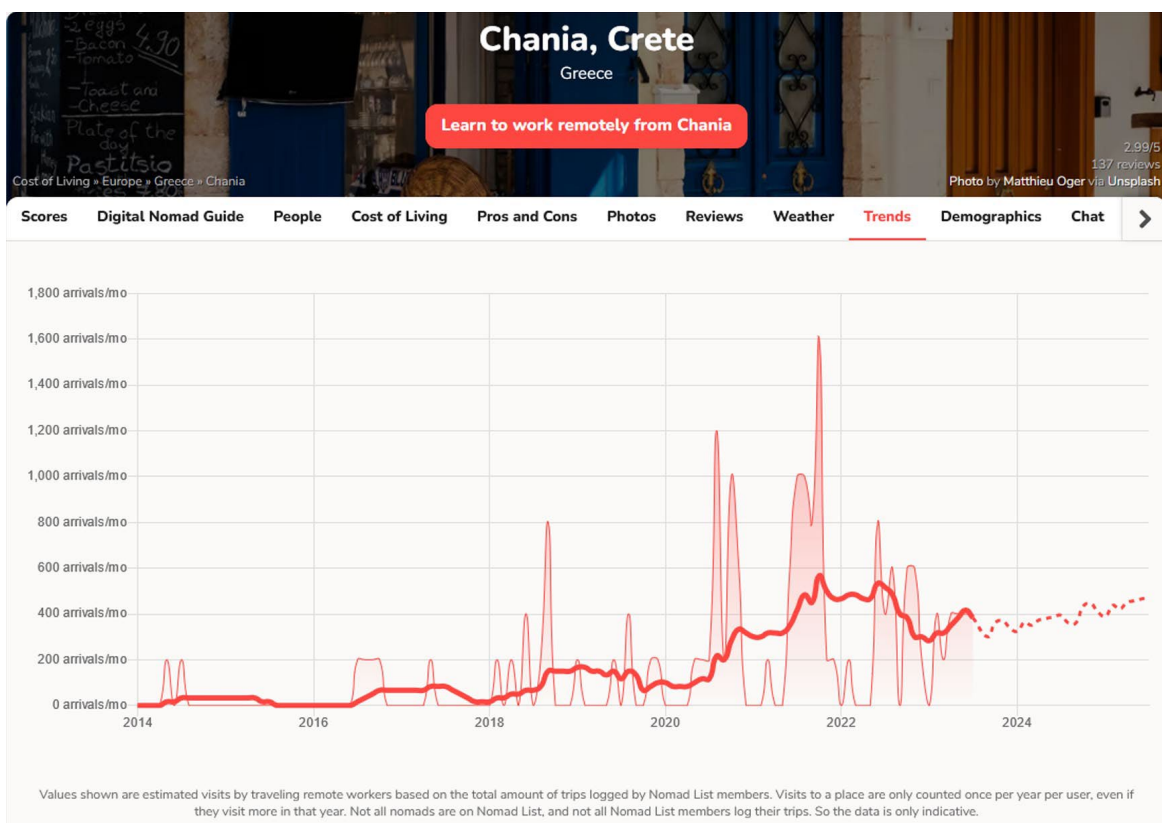 2 eggs
-Bacon 4,90
-Tomato
-Toast and
-Cheese
Plate of the
day
Pastitsio
Chania, Crete
Greece
Learn to work remotely from Chania
2.99/5
137 reviews
Cost of Living » Europe » Greece » Chania
Photo by Matthieu Oger via Unsplash
Scores Digital Nomad Guide People Cost of Living Pros and Cons Photos Reviews Weather Trends Demographics Chat
1,800 arrivals/mo
1,600 arrivals/mo
1,400 arrivals/mo
1,200 arrivals/mo
1,000 arrivals/mo
800 arrivals/mo
600 arrivals/mo
400 arrivals/mo
200 arrivals/mo
0 arrivals/mo
2014 2016 2018 2020 2022 2024
Values shown are estimated visits by traveling remote workers based on the total amount of trips logged by Nomad List members. Visits to a place are only counted once per year per user, even if
they visit more in that year. Not all nomads are on Nomad List, and not all Nomad List members log their trips. So the data is only indicative.